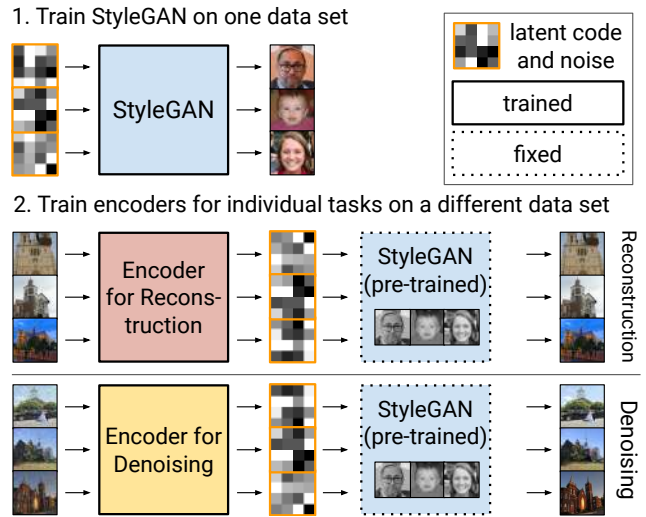 1. Train StyleGAN on one data set
StyleGAN
latent code
and noise
trained
fixed
2. Train encoders for individual tasks on a different data set
Encoder
for Recons-
truction
StyleGAN
(pre-trained)
Reconstruction
Encoder for
Denoising
StyleGAN
(pre-trained)
Denoising